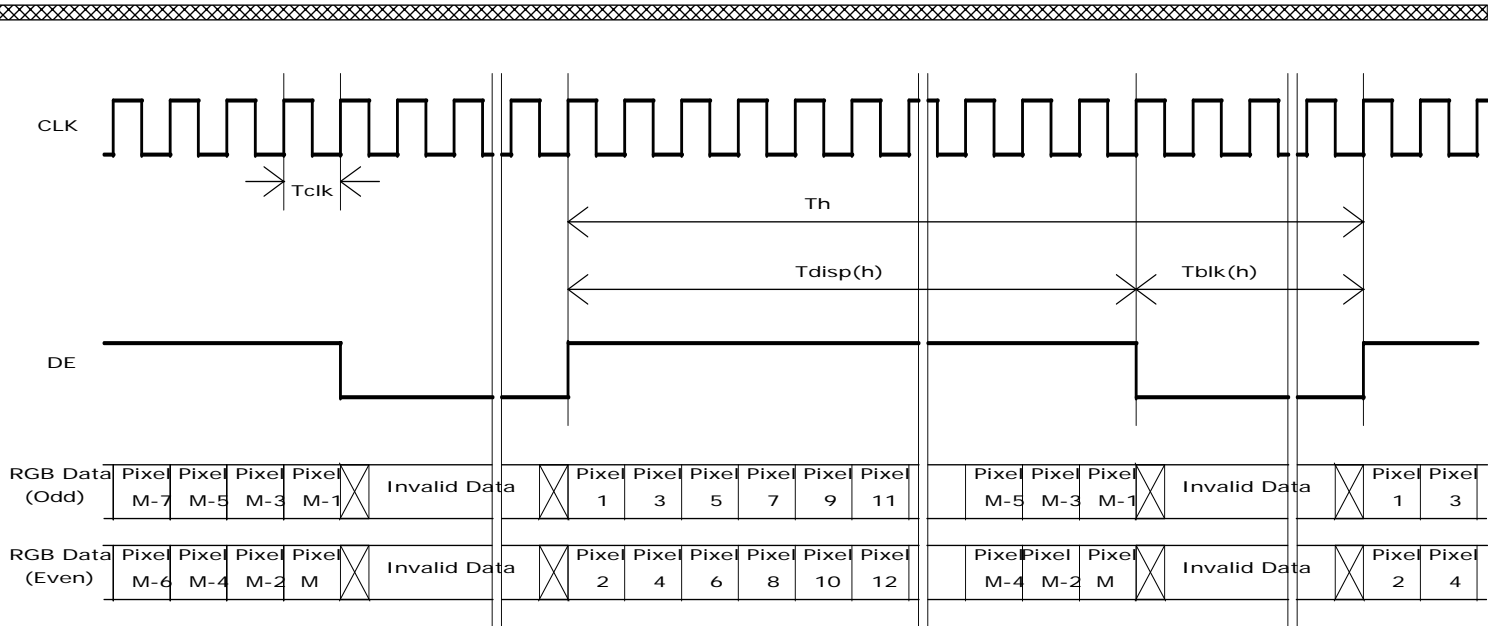 CLK
Tclk
Th
Tdisp(h)
Tblk(h)
DE
RGB Data
(Odd)
Pixel Pixel Pixel Pixel
M-7 M-5 M-3 M-1
Invalid Data
Pixel Pixel Pixel Pixel Pixel Pixel
1 3 5 7 9 11
Pixel Pixel Pixel
M-5 M-3 M-1
Invalid Data
Pixel Pixel
1 3
RGB Data
(Even)
Pixel Pixel Pixel Pixel
M-6 M-4 M-2 M
Invalid Data
Pixel Pixel Pixel Pixel Pixel Pixel
2 4 6 8 10 12
Pixel Pixel Pixel
M-4 M-2 M
Invalid Data
Pixel Pixel
2 4